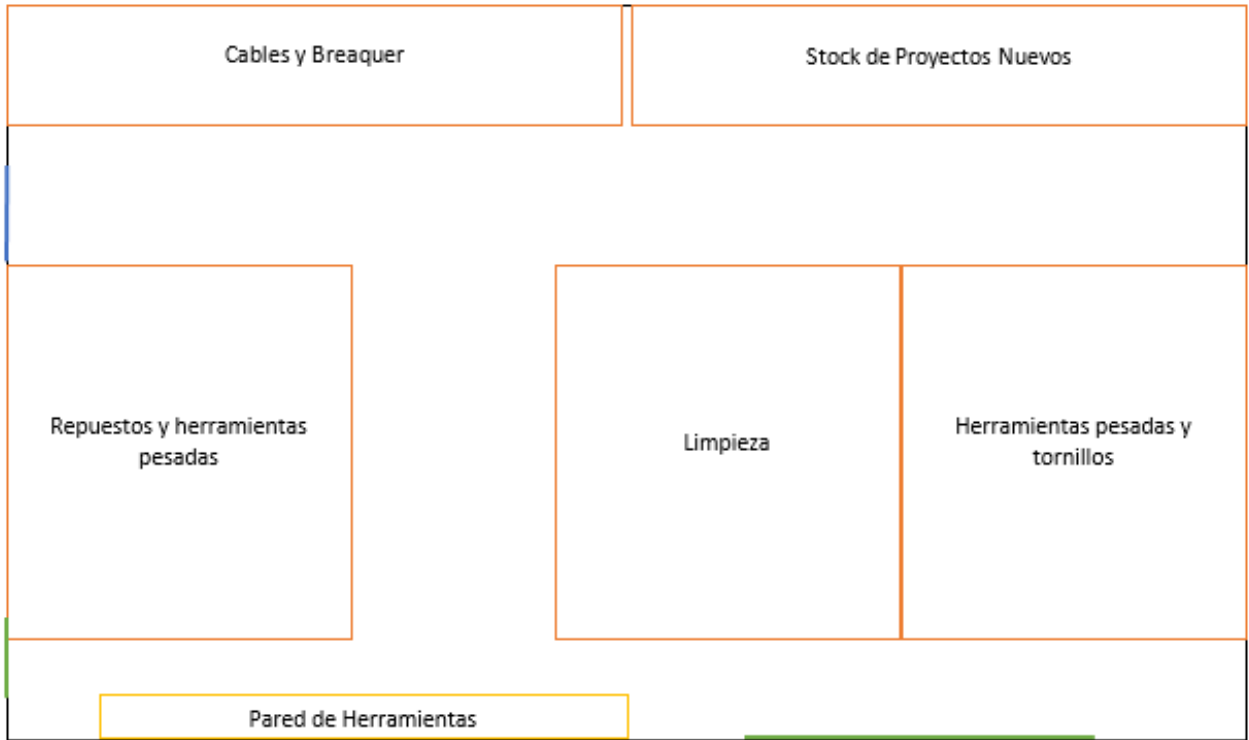 Cables y Breaquer
Stock de Proyectos Nuevos
Repuestos y herramientas
pesadas
Limpieza
Herramientas pesadas y
tornillos
Pared de Herramientas